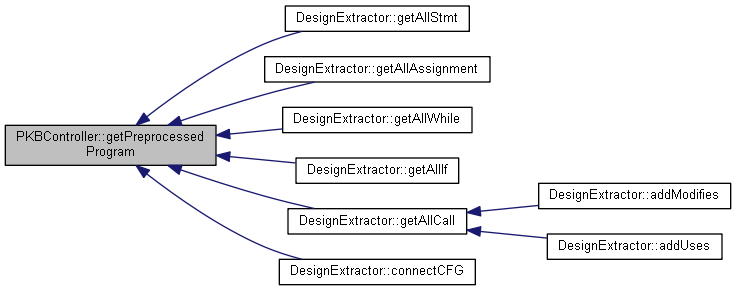 DesignExtractor::getAllStmt
DesignExtractor::getAllAssignment
DesignExtractor::getAllWhile
PKBController::getPreprocessed
Program
DesignExtractor::getAllIf
DesignExtractor::getAllCall
DesignExtractor::addModifies
DesignExtractor::addUses
DesignExtractor::connectCFG